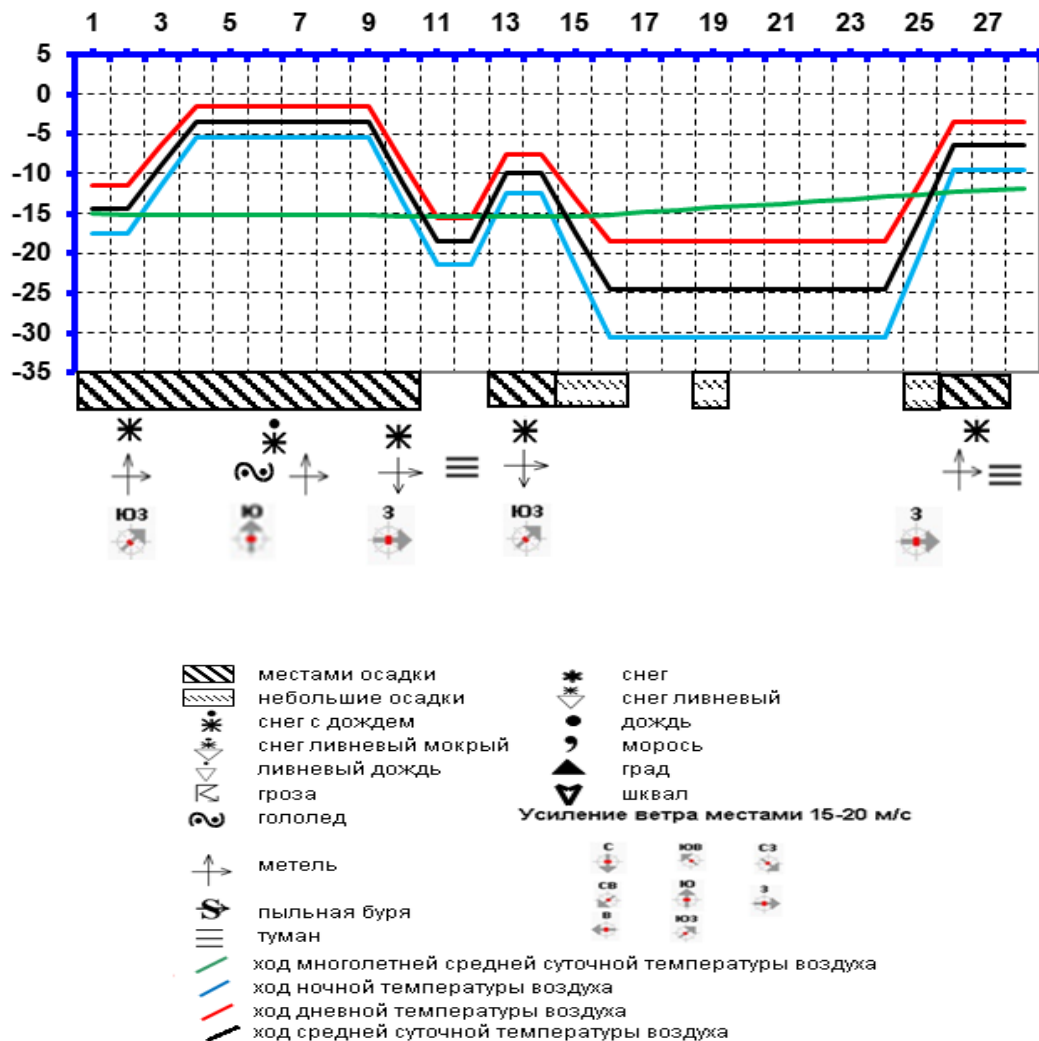 1 3 5 7 9 11 13 15 17 19 21 23 25 27
5
0
-5
-10
-15
-20
-25
-30
-35
ЮЗ Ю З ЮЗ З
местами осадки
снег
небольшие осадки
снег ливневый
снег с дождем
дождь
снег ливневый мокрый
морось
ливневый дождь
град
гроза
шквал
гололед
Усиление ветра местами 15-20 м/с
С ЮВ СЗ
метель
СВ Ю З
В ЮЗ
пыльная буря
туман
ход многолетней средней суточной температуры воздуха
ход ночной температуры воздуха
ход дневной температуры воздуха
ход средней суточной температуры воздуха